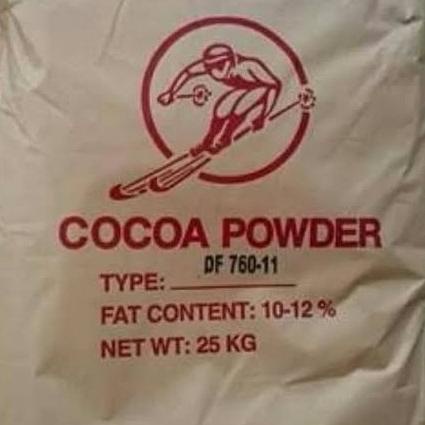 COCOA POWDER
TYPE: DF 760-11
FAT CONTENT: 10-12 %
NET WT: 25 KG